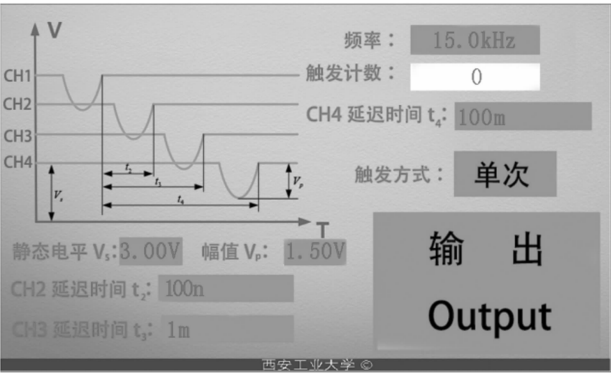 V
频率： 15.0kHz
CH1
触发计数： 0
CH2
CH4 延迟时间 t₄: 100m
CH3
CH4
t₂
t₃
t₄
Vₛ
Vₚ
触发方式： 单次
T
静态电平 Vₛ: 3.00V 幅值 Vₚ: 1.50V
CH2 延迟时间 t₂: 100n
CH3 延迟时间 t₃: 1m
输 出
Output
西安工业大学 ©